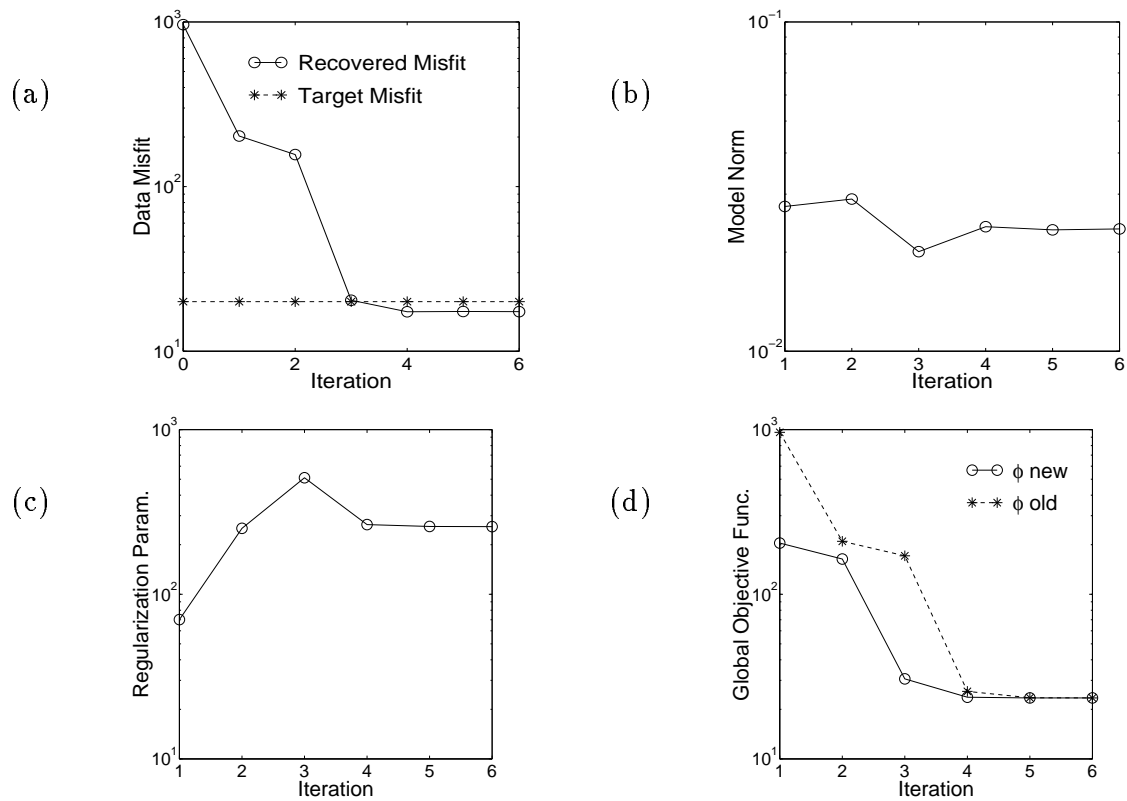 (a)
10^3
10^2
10^1
Data Misfit
Recovered Misfit
Target Misfit
0 2 4 6
Iteration
(b)
10^-1
10^-2
Model Norm
1 2 3 4 5 6
Iteration
(c)
10^3
10^2
10^1
Regularization Param.
1 2 3 4 5 6
Iteration
(d)
10^3
10^2
10^1
Global Objective Func.
ϕ new
ϕ old
1 2 3 4 5 6
Iteration